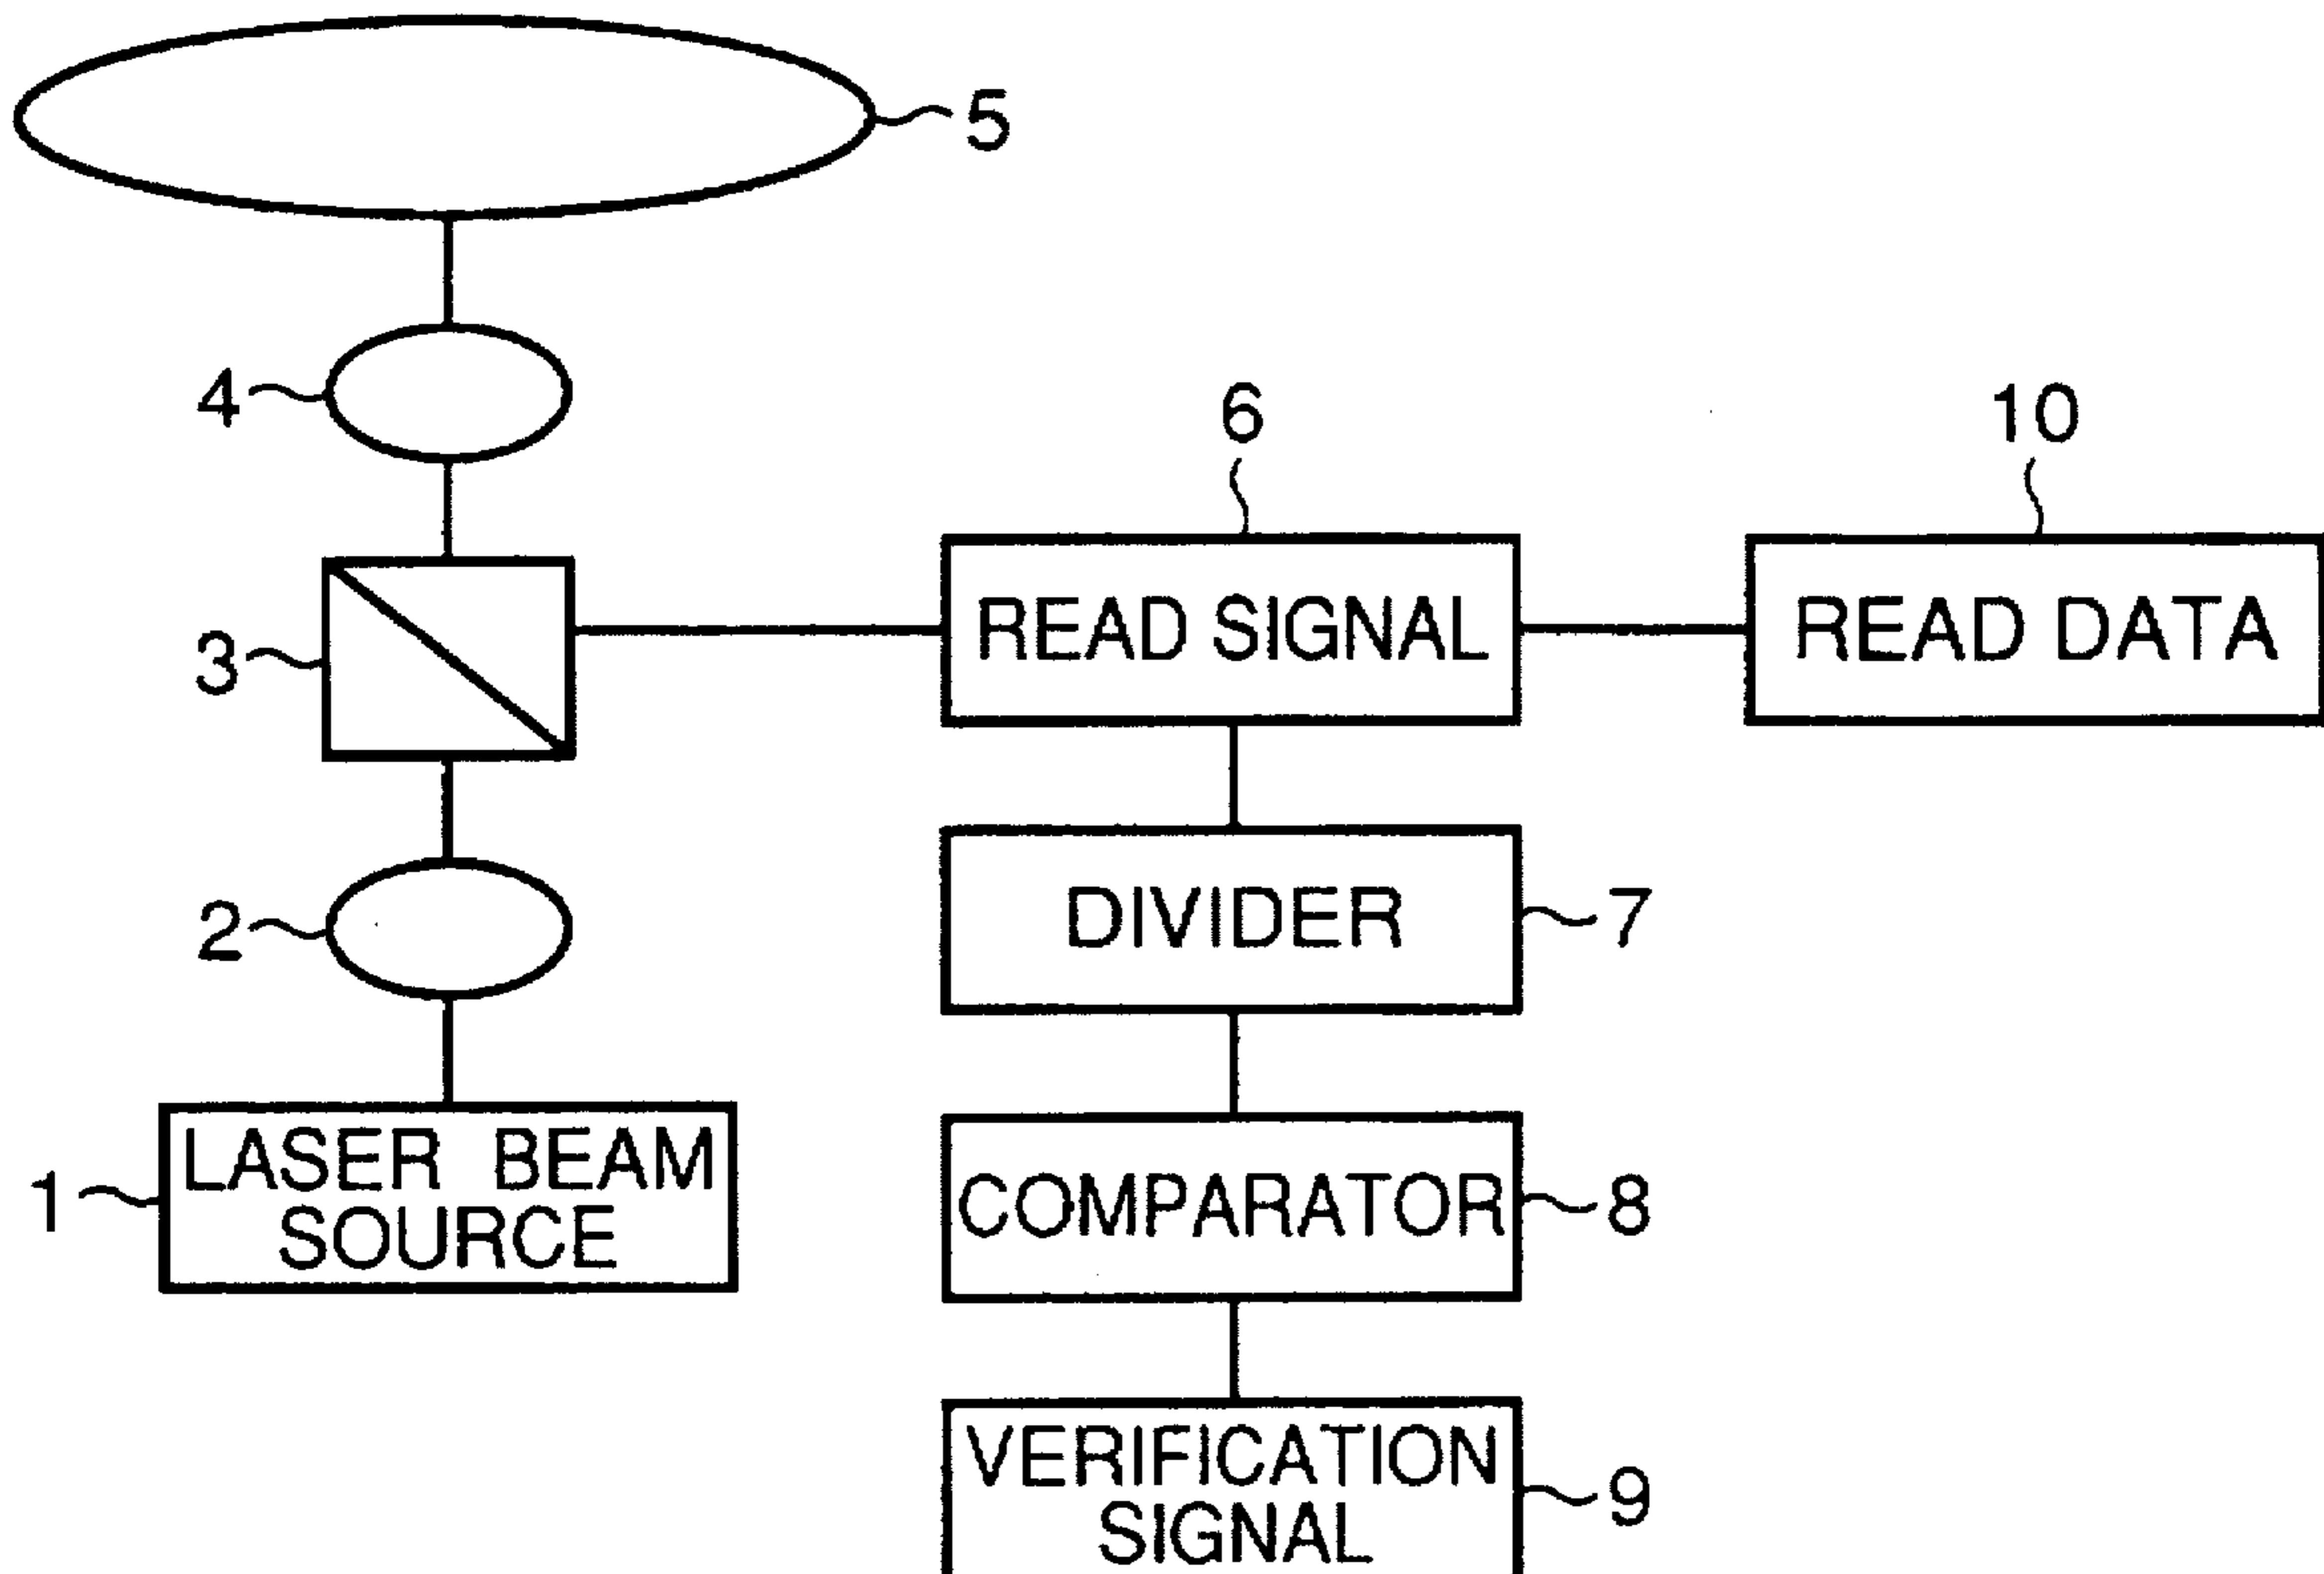 5
4
6
10
3
READ SIGNAL
READ DATA
2
DIVIDER
7
1
LASER BEAM
SOURCE
COMPARATOR
8
VERIFICATION
SIGNAL
9